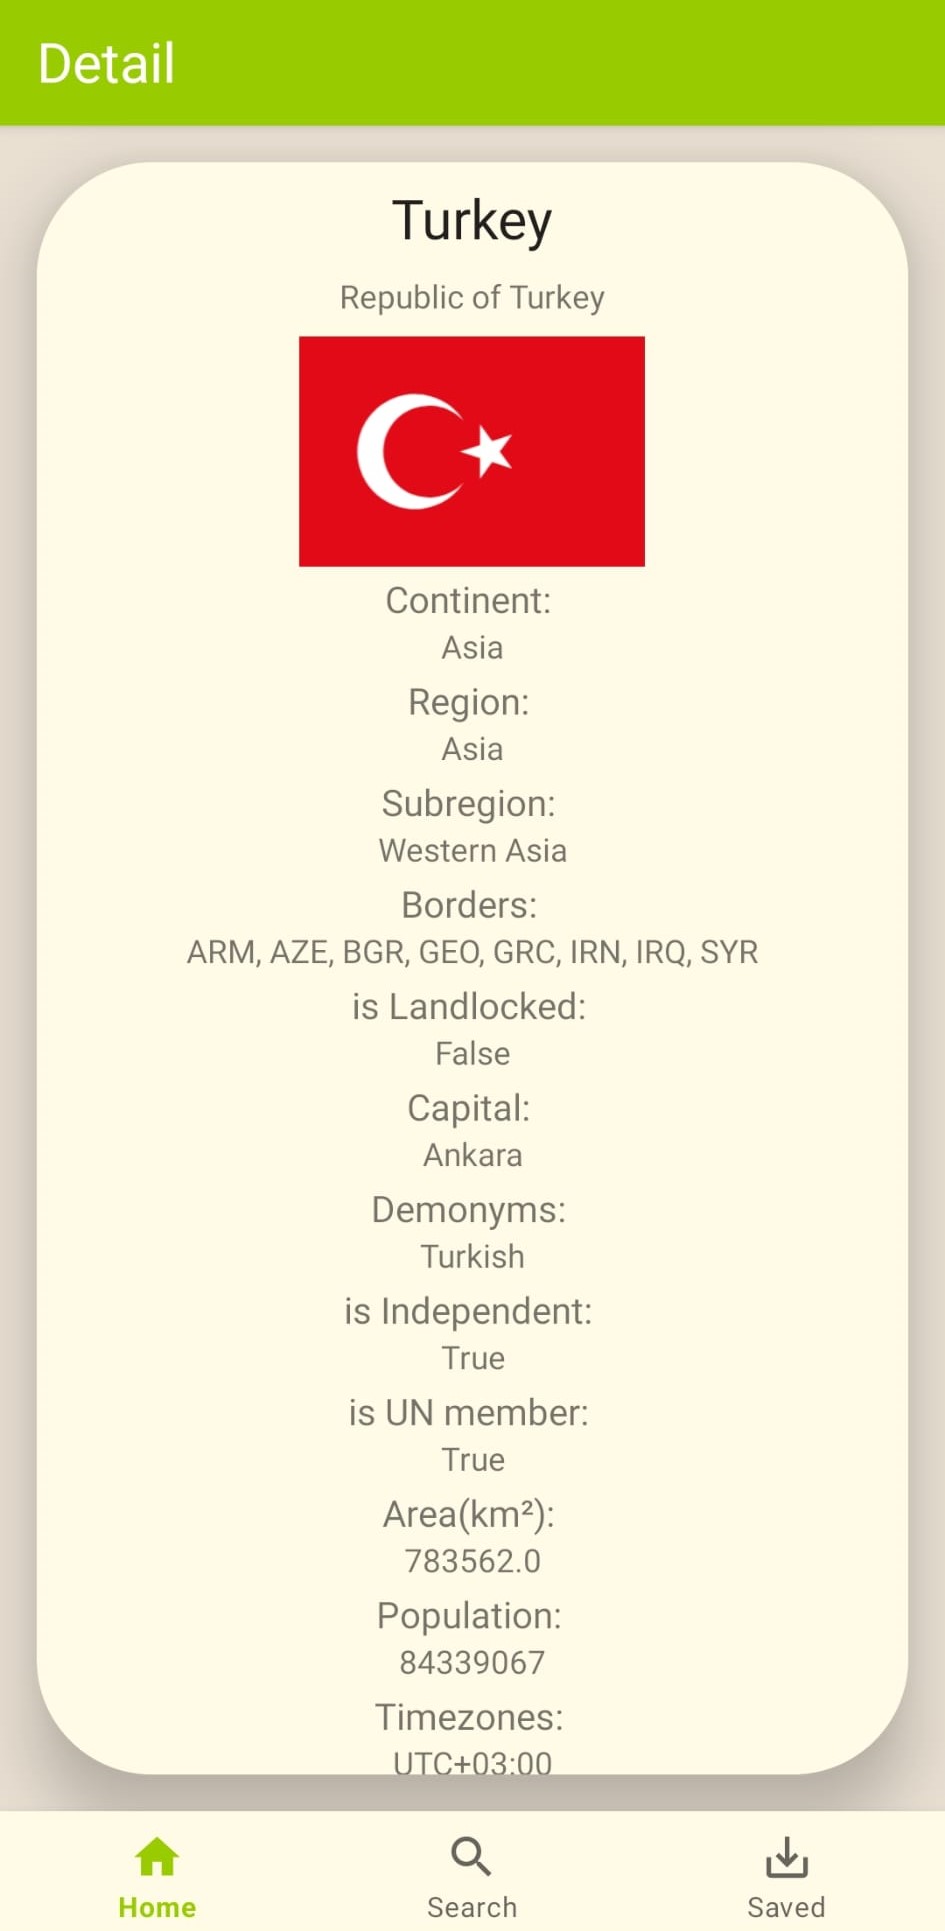 Detail
Turkey
Republic of Turkey
Continent:
Asia
Region:
Asia
Subregion:
Western Asia
Borders:
ARM, AZE, BGR, GEO, GRC, IRN, IRQ, SYR
is Landlocked:
False
Capital:
Ankara
Demonyms:
Turkish
is Independent:
True
is UN member:
True
Area(km²):
783562.0
Population:
84339067
Timezones:
UTC+03:00
Home
Search
Saved